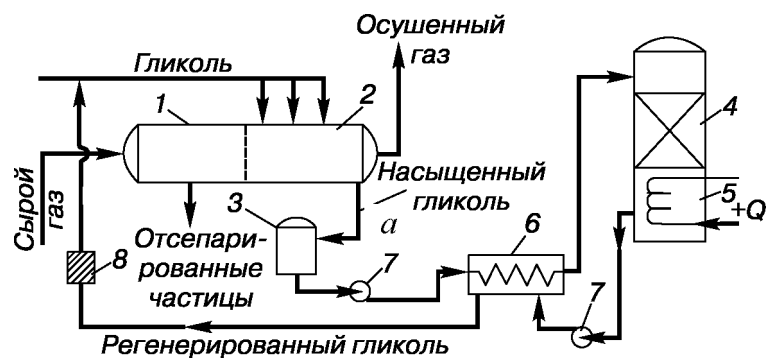 Осушенный
газ
Гликоль
1
2
4
Сырой
газ
Насыщенный
гликоль
а
3
5
+Q
6
Отсепари-
рованные
частицы
7
8
7
Регенерированный гликоль